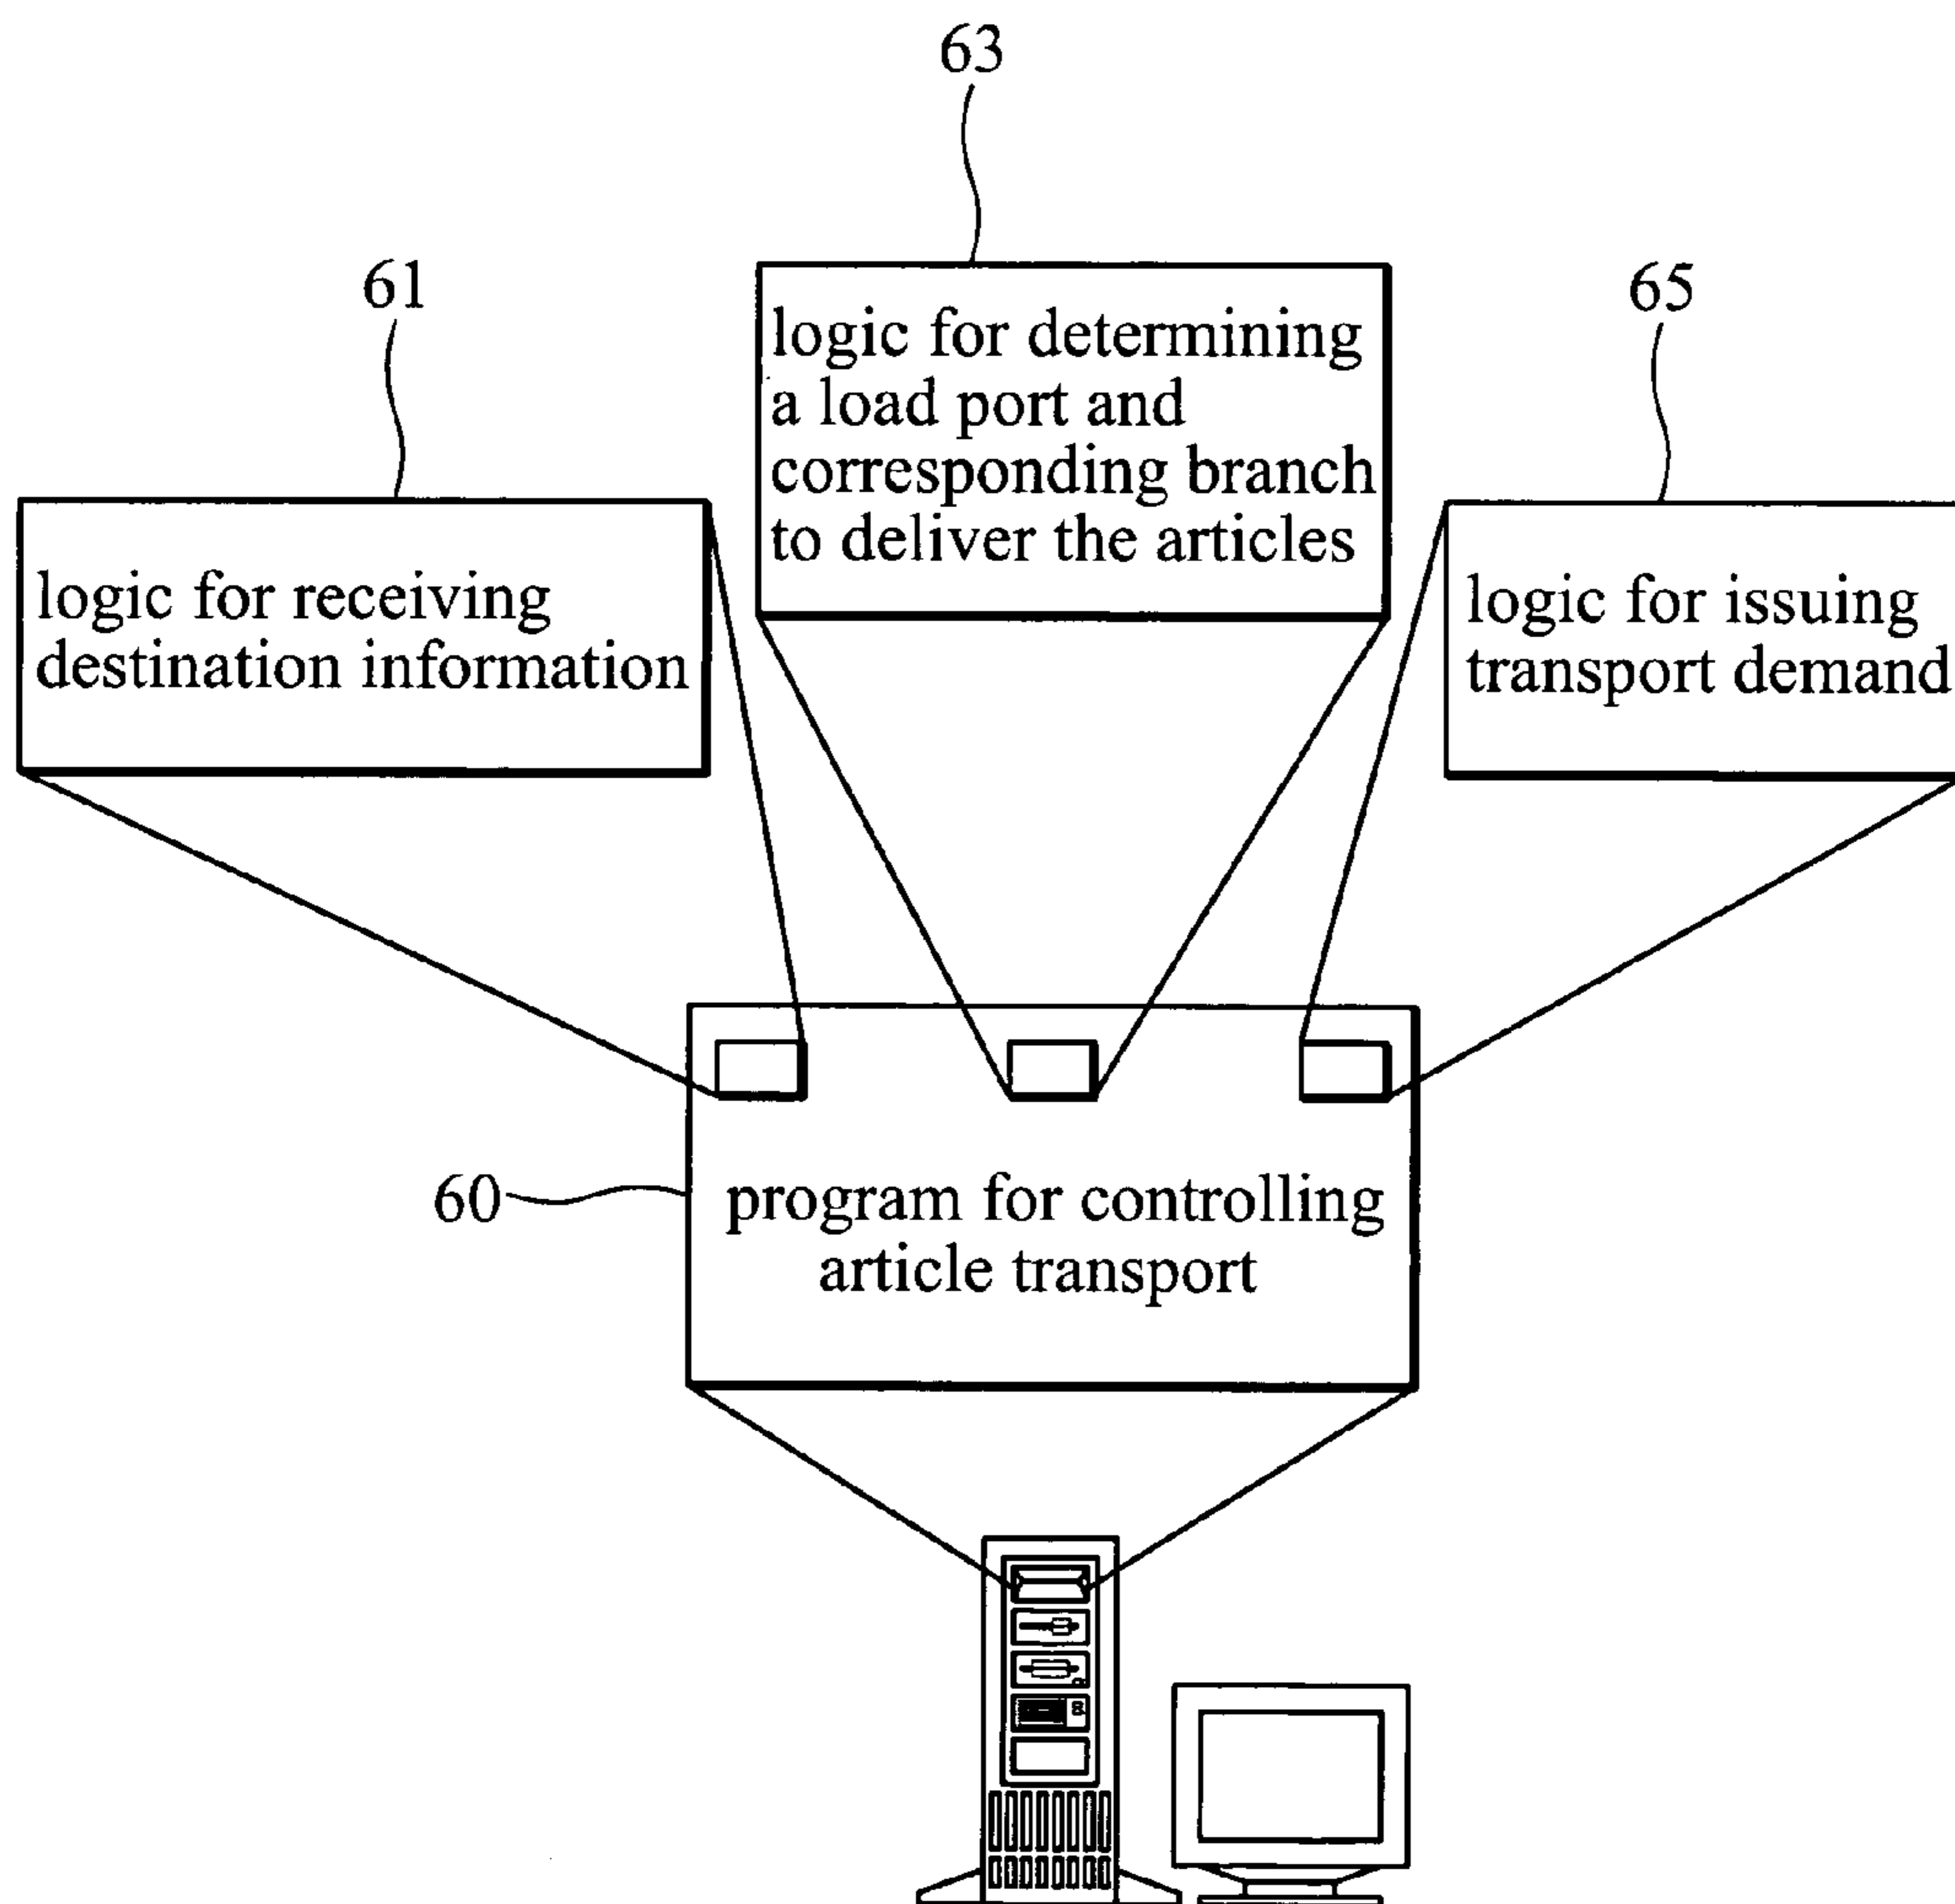 63
61
65
logic for determining
a load port and
corresponding branch
to deliver the articles
logic for receiving
destination information
logic for issuing
transport demand
60
program for controlling
article transport